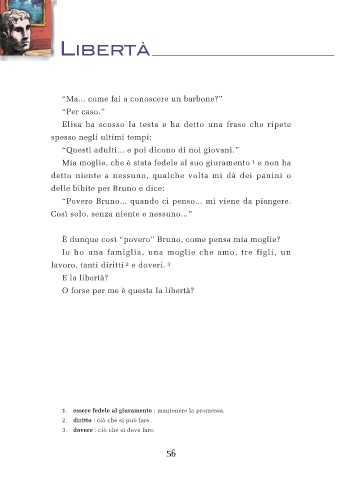 LIBERTÀ
“Ma... come fai a conoscere un barbone?”
“Per caso.”
Elisa ha scosso la testa e ha detto una frase che ripete
spesso negli ultimi tempi:
“Questi adulti... e poi dicono di noi giovani.”
Mia moglie, che è stata fedele al suo giuramento 1 e non ha
detto niente a nessuno, qualche volta mi dà dei panini o
delle bibite per Bruno e dice:
“Povero Bruno... quando ci penso... mi viene da piangere.
Così solo, senza niente e nessuno...”
È dunque così “povero” Bruno, come pensa mia moglie?
Io ho una famiglia, una moglie che amo, tre figli, un
lavoro, tanti diritti 2 e doveri. 3
E la libertà?
O forse per me è questa la libertà?
1. essere fedele al giuramento : mantenere la promessa.
2. diritto : ciò che si può fare.
3. dovere : ciò che si deve fare.
56